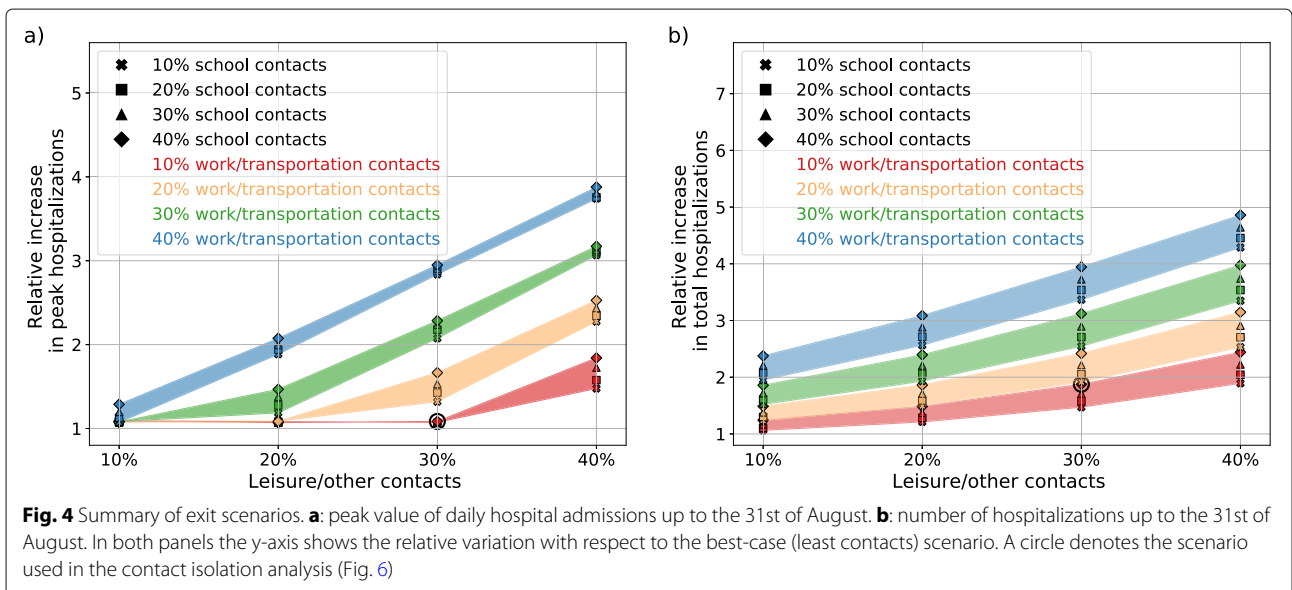 a)
Relative increase
in peak hospitalizations
5
4
3
2
1
10% school contacts
20% school contacts
30% school contacts
40% school contacts
10% work/transportation contacts
20% work/transportation contacts
30% work/transportation contacts
40% work/transportation contacts
10%
20%
30%
40%
Leisure/other contacts
b)
Relative increase
in total hospitalizations
7
6
5
4
3
2
1
10% school contacts
20% school contacts
30% school contacts
40% school contacts
10% work/transportation contacts
20% work/transportation contacts
30% work/transportation contacts
40% work/transportation contacts
10%
20%
30%
40%
Leisure/other contacts
Fig. 4 Summary of exit scenarios. a: peak value of daily hospital admissions up to the 31st of August. b: number of hospitalizations up to the 31st of
August. In both panels the y-axis shows the relative variation with respect to the best-case (least contacts) scenario. A circle denotes the scenario
used in the contact isolation analysis (Fig. 6)